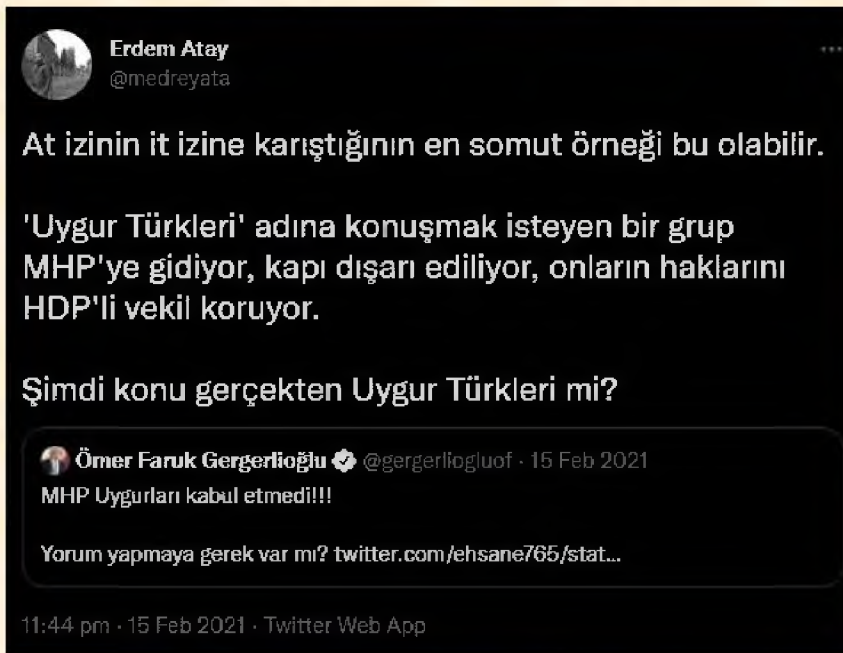 Erdem Atay
@medreyata
At izinin it izine karıştığının en somut örneği bu olabilir.
'Uygur Türkleri' adına konuşmak isteyen bir grup
MHP'ye gidiyor, kapı dışarı ediliyor, onların haklarını
HDP'li vekil koruyor.
Şimdi konu gerçekten Uygur Türkleri mi?
Ömer Faruk Gergerlioğlu @gergerliogluof · 15 Feb 2021
MHP Uygurları kabul etmedi!!!
Yorum yapmaya gerek var mı? twitter.com/ehsane765/stat...
11:44 pm · 15 Feb 2021 · Twitter Web App